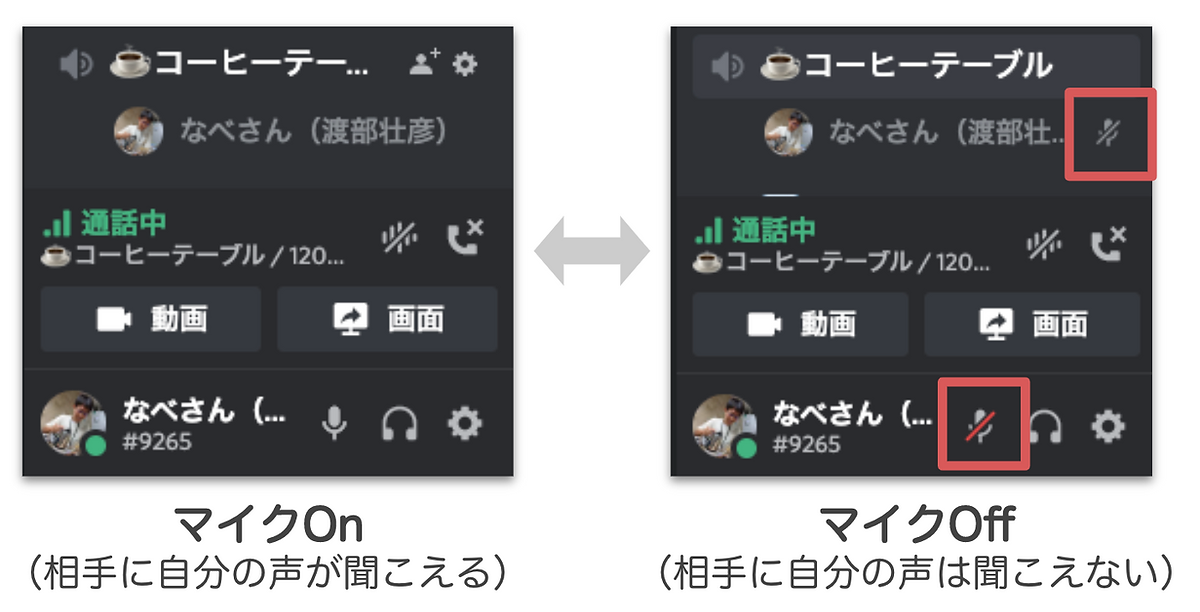 コーヒーテー...
なべさん（渡部壮彦）
通話中
コーヒーテーブル / 120...
動画
画面
なべさん（...
#9265
マイクOn
（相手に自分の声が聞こえる）
コーヒーテーブル
なべさん（渡部壮...
通話中
コーヒーテーブル / 120...
動画
画面
なべさん（...
#9265
マイクOff
（相手に自分の声は聞こえない）